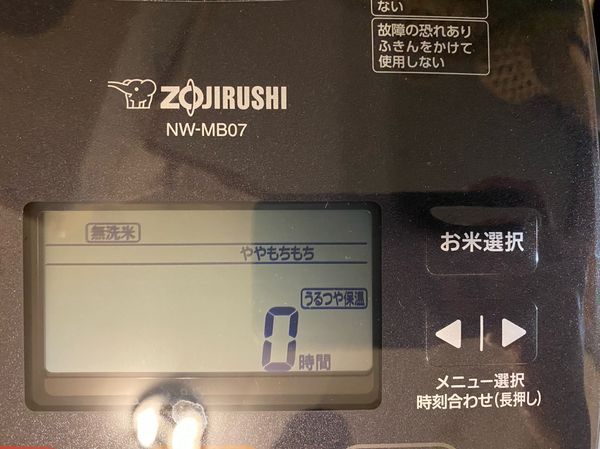 ない
故障の恐れあり
ふきんをかけて
使用しない
ZOJIRUSHI
NW-MB07
無洗米
ややもちもち
うるつや保温
0時間
お米選択
メニュー選択
時刻合わせ(長押し)